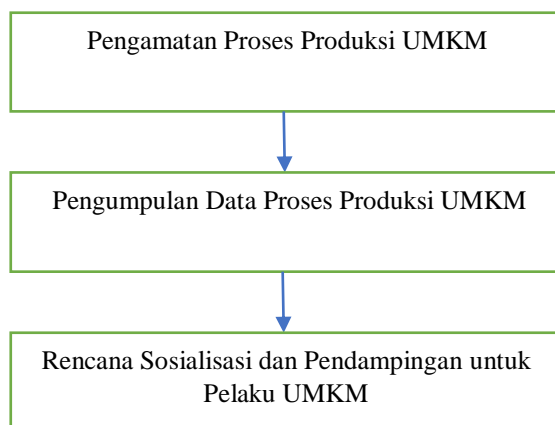 Pengamatan Proses Produksi UMKM
Pengumpulan Data Proses Produksi UMKM
Rencana Sosialisasi dan Pendampingan untuk
Pelaku UMKM